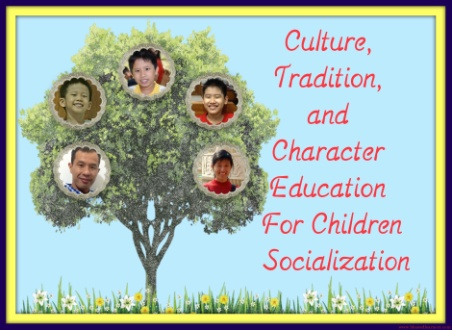 Culture,
Tradition,
and
Character
Education
For Children
Socialization